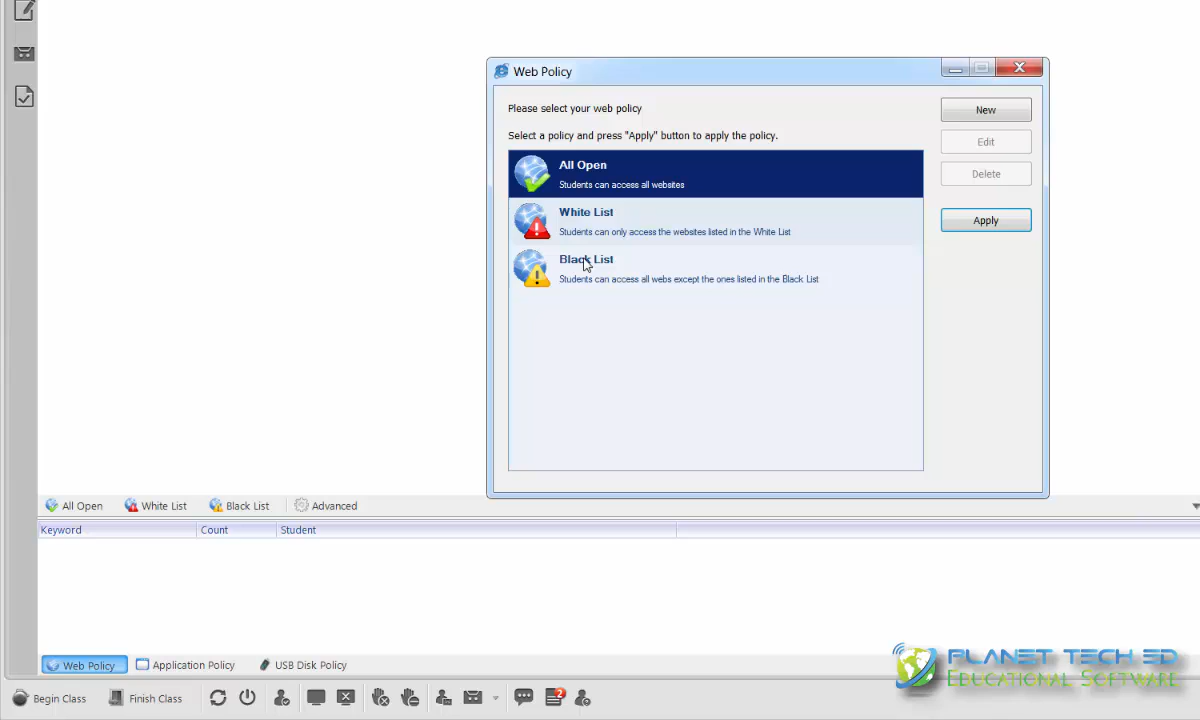 Web Policy
Please select your web policy
Select a policy and press "Apply" button to apply the policy.
All Open
Students can access all websites
White List
Students can only access the websites listed in the White List
Black List
Students can access all webs except the ones listed in the Black List
New
Edit
Delete
Apply
All Open White List Black List Advanced
Keyword Count Student
Web Policy Application Policy USB Disk Policy
PLANET TECH ED
EDUCATIONAL SOFTWARE
Begin Class Finish Class 2